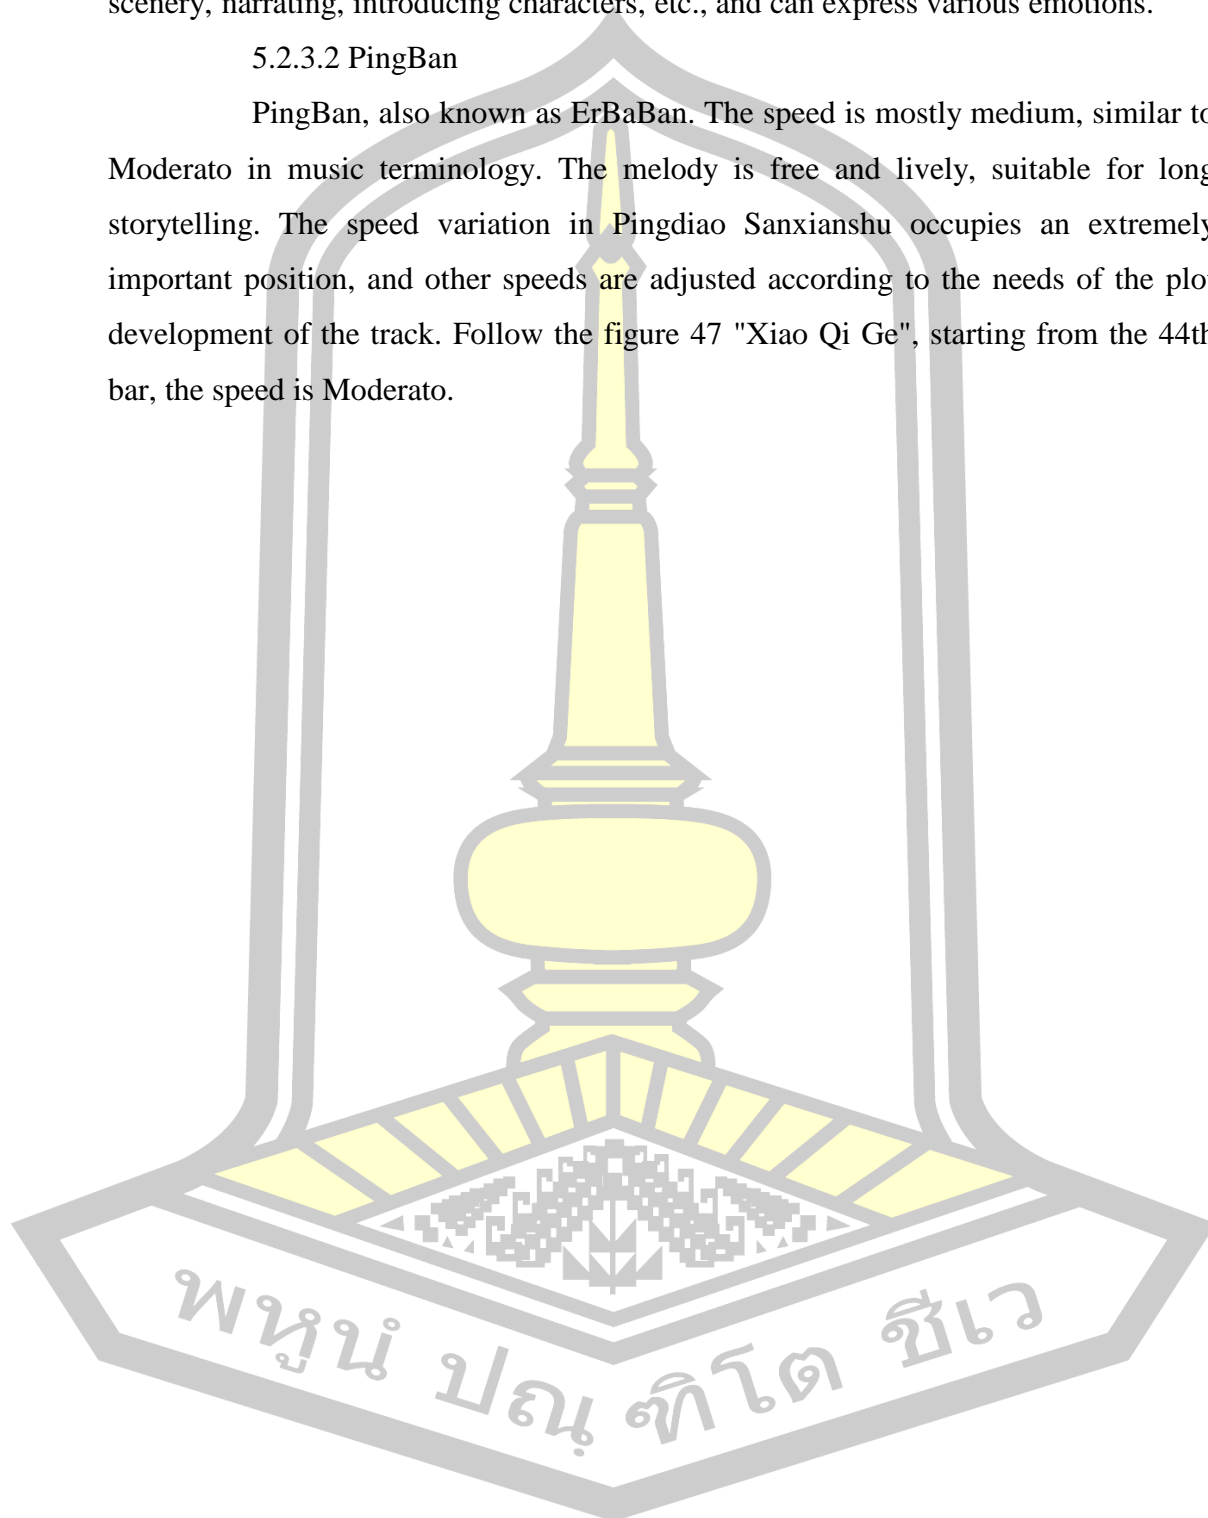 scenery, narrating, introducing characters, etc., and can express various emotions.
5.2.3.2 PingBan
PingBan, also known as ErBaBan. The speed is mostly medium, similar to
Moderato in music terminology. The melody is free and lively, suitable for long
storytelling. The speed variation in Pingdiao Sanxianshu occupies an extremely
important position, and other speeds are adjusted according to the needs of the plot
development of the track. Follow the figure 47 "Xiao Qi Ge", starting from the 44th
bar, the speed is Moderato.
พหูนํ ปณฺฑิโต ชีเว